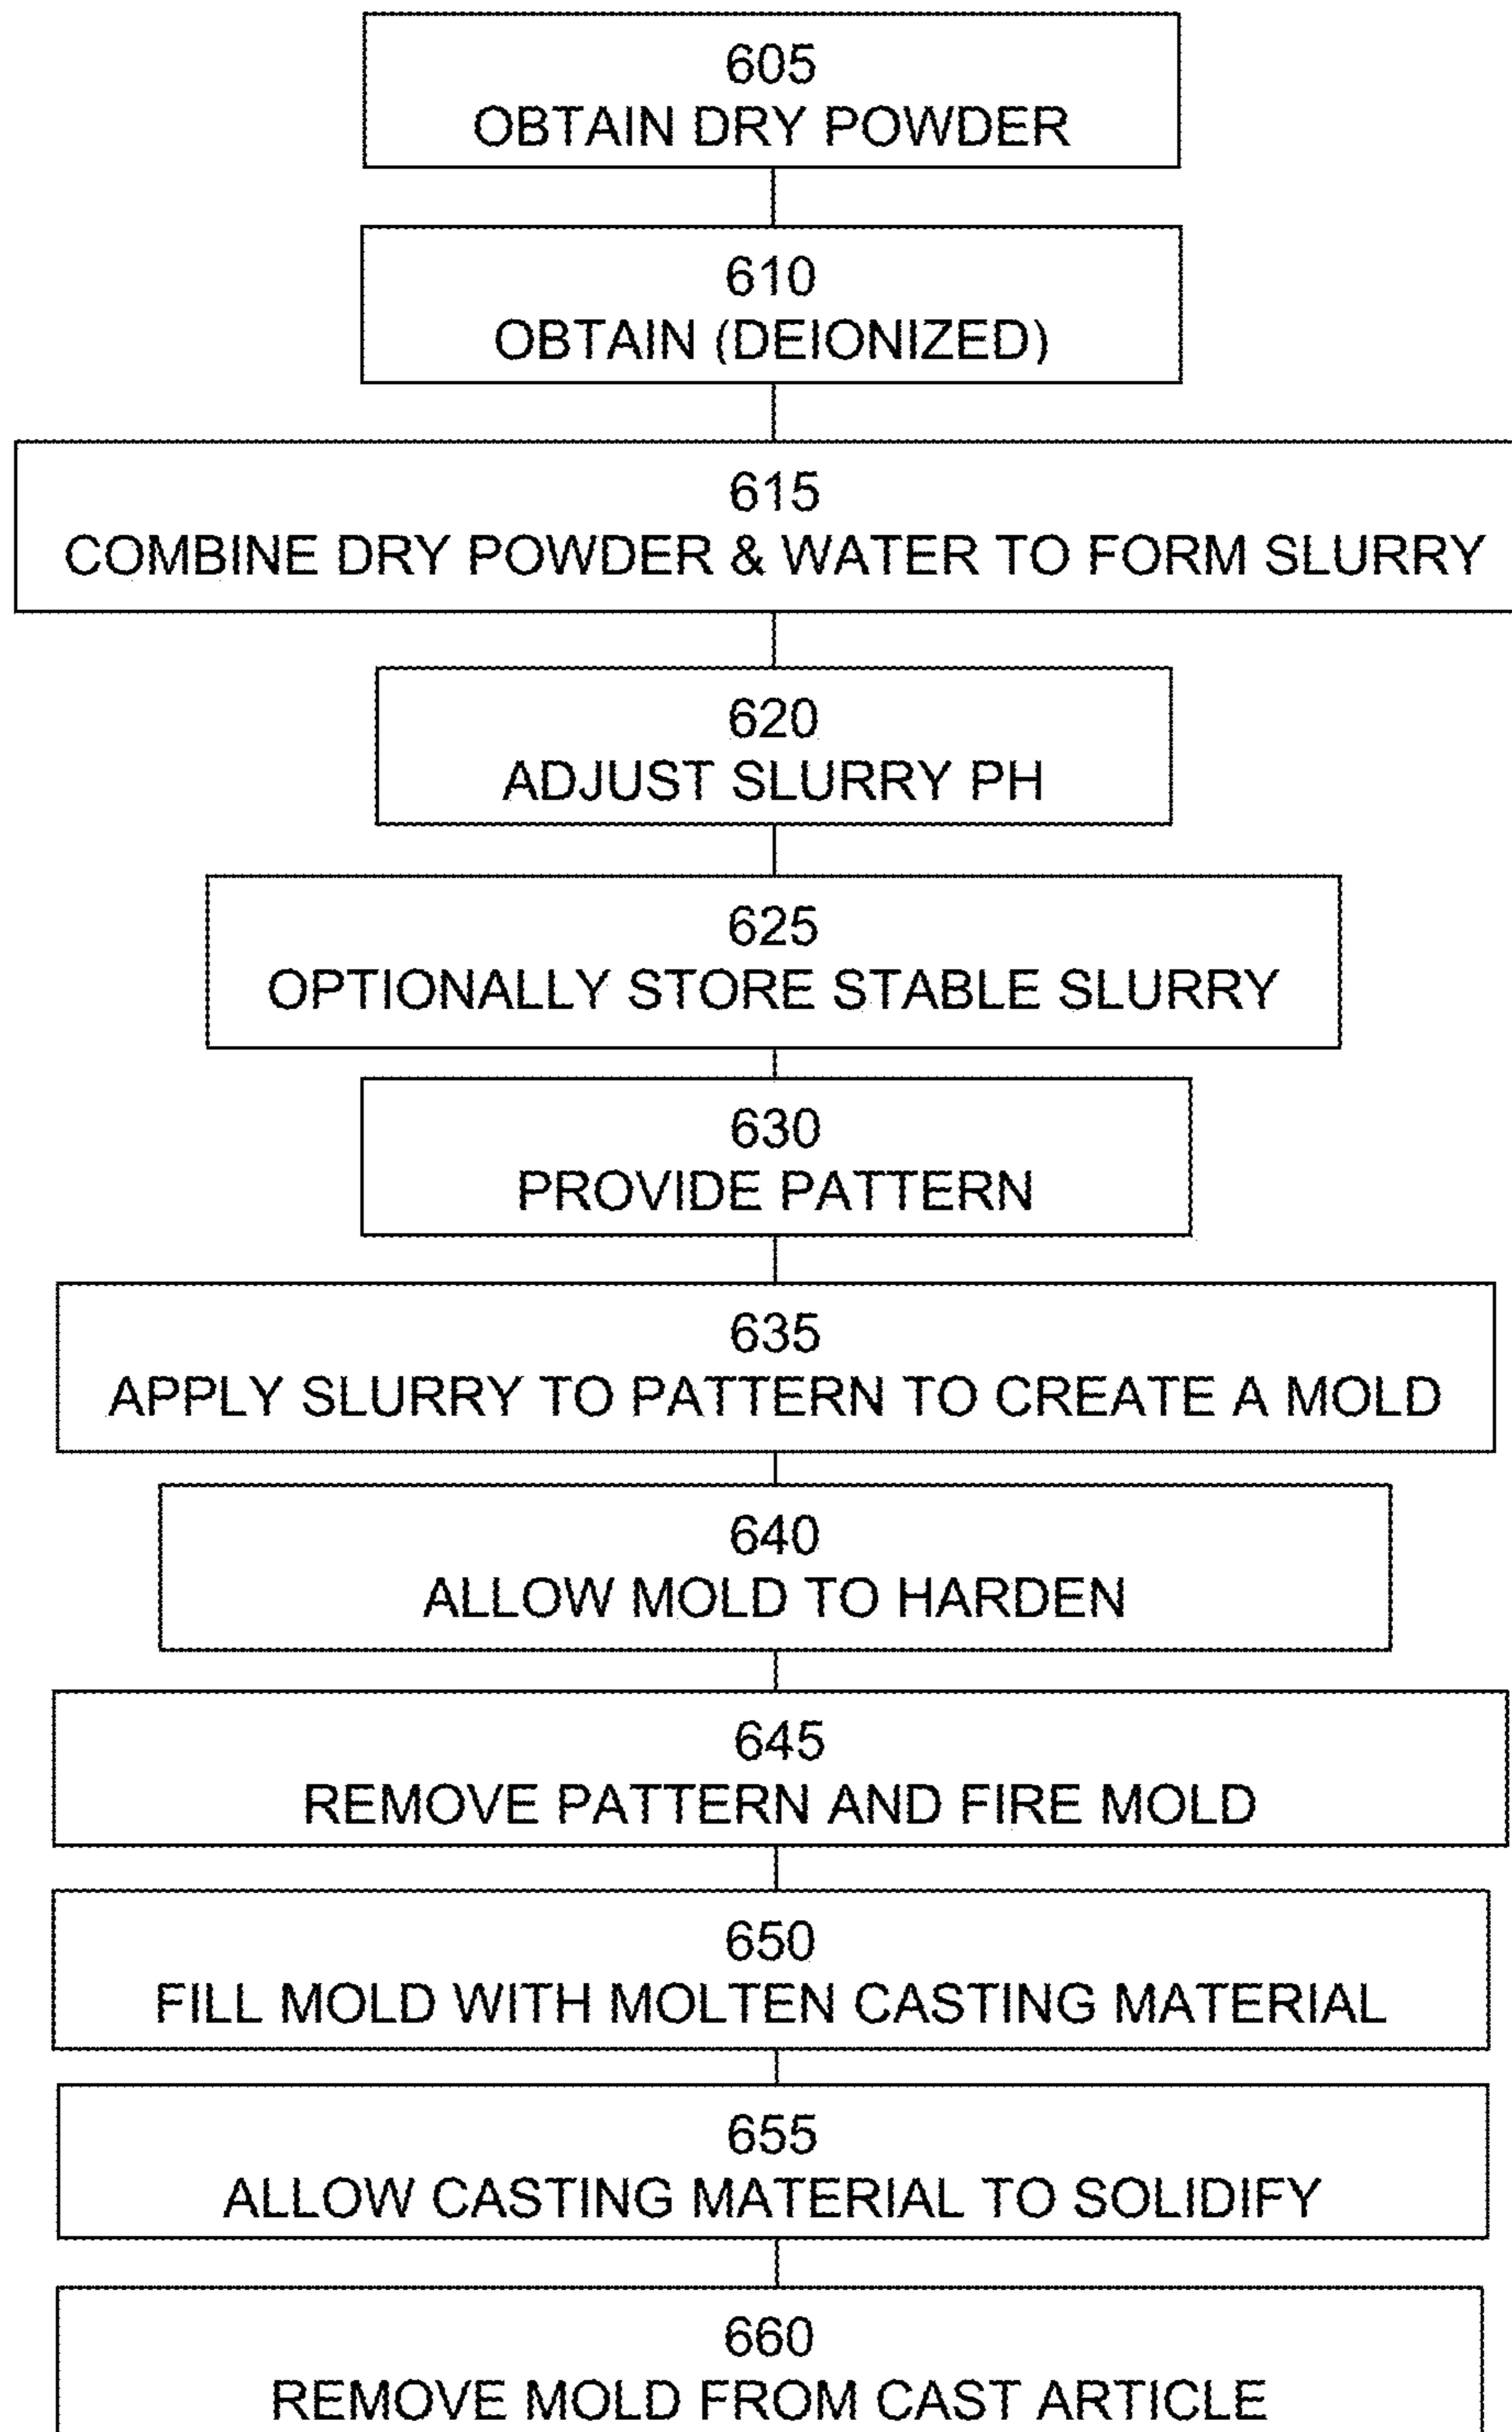 605
OBTAIN DRY POWDER
610
OBTAIN (DEIONIZED)
615
COMBINE DRY POWDER & WATER TO FORM SLURRY
620
ADJUST SLURRY PH
625
OPTIONALLY STORE STABLE SLURRY
630
PROVIDE PATTERN
635
APPLY SLURRY TO PATTERN TO CREATE A MOLD
640
ALLOW MOLD TO HARDEN
645
REMOVE PATTERN AND FIRE MOLD
650
FILL MOLD WITH MOLTEN CASTING MATERIAL
655
ALLOW CASTING MATERIAL TO SOLIDIFY
660
REMOVE MOLD FROM CAST ARTICLE